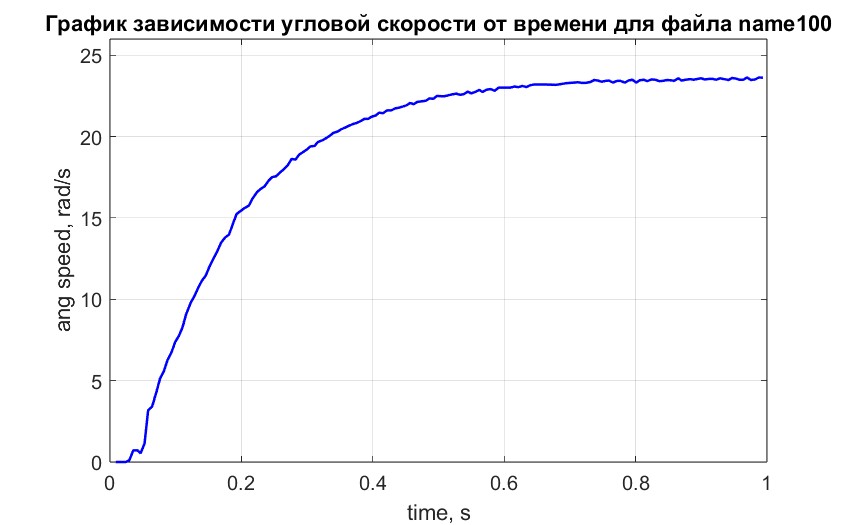 График зависимости угловой скорости от времени для файла name100
25
20
15
10
5
0
ang speed, rad/s
0 0.2 0.4 0.6 0.8 1
time, s